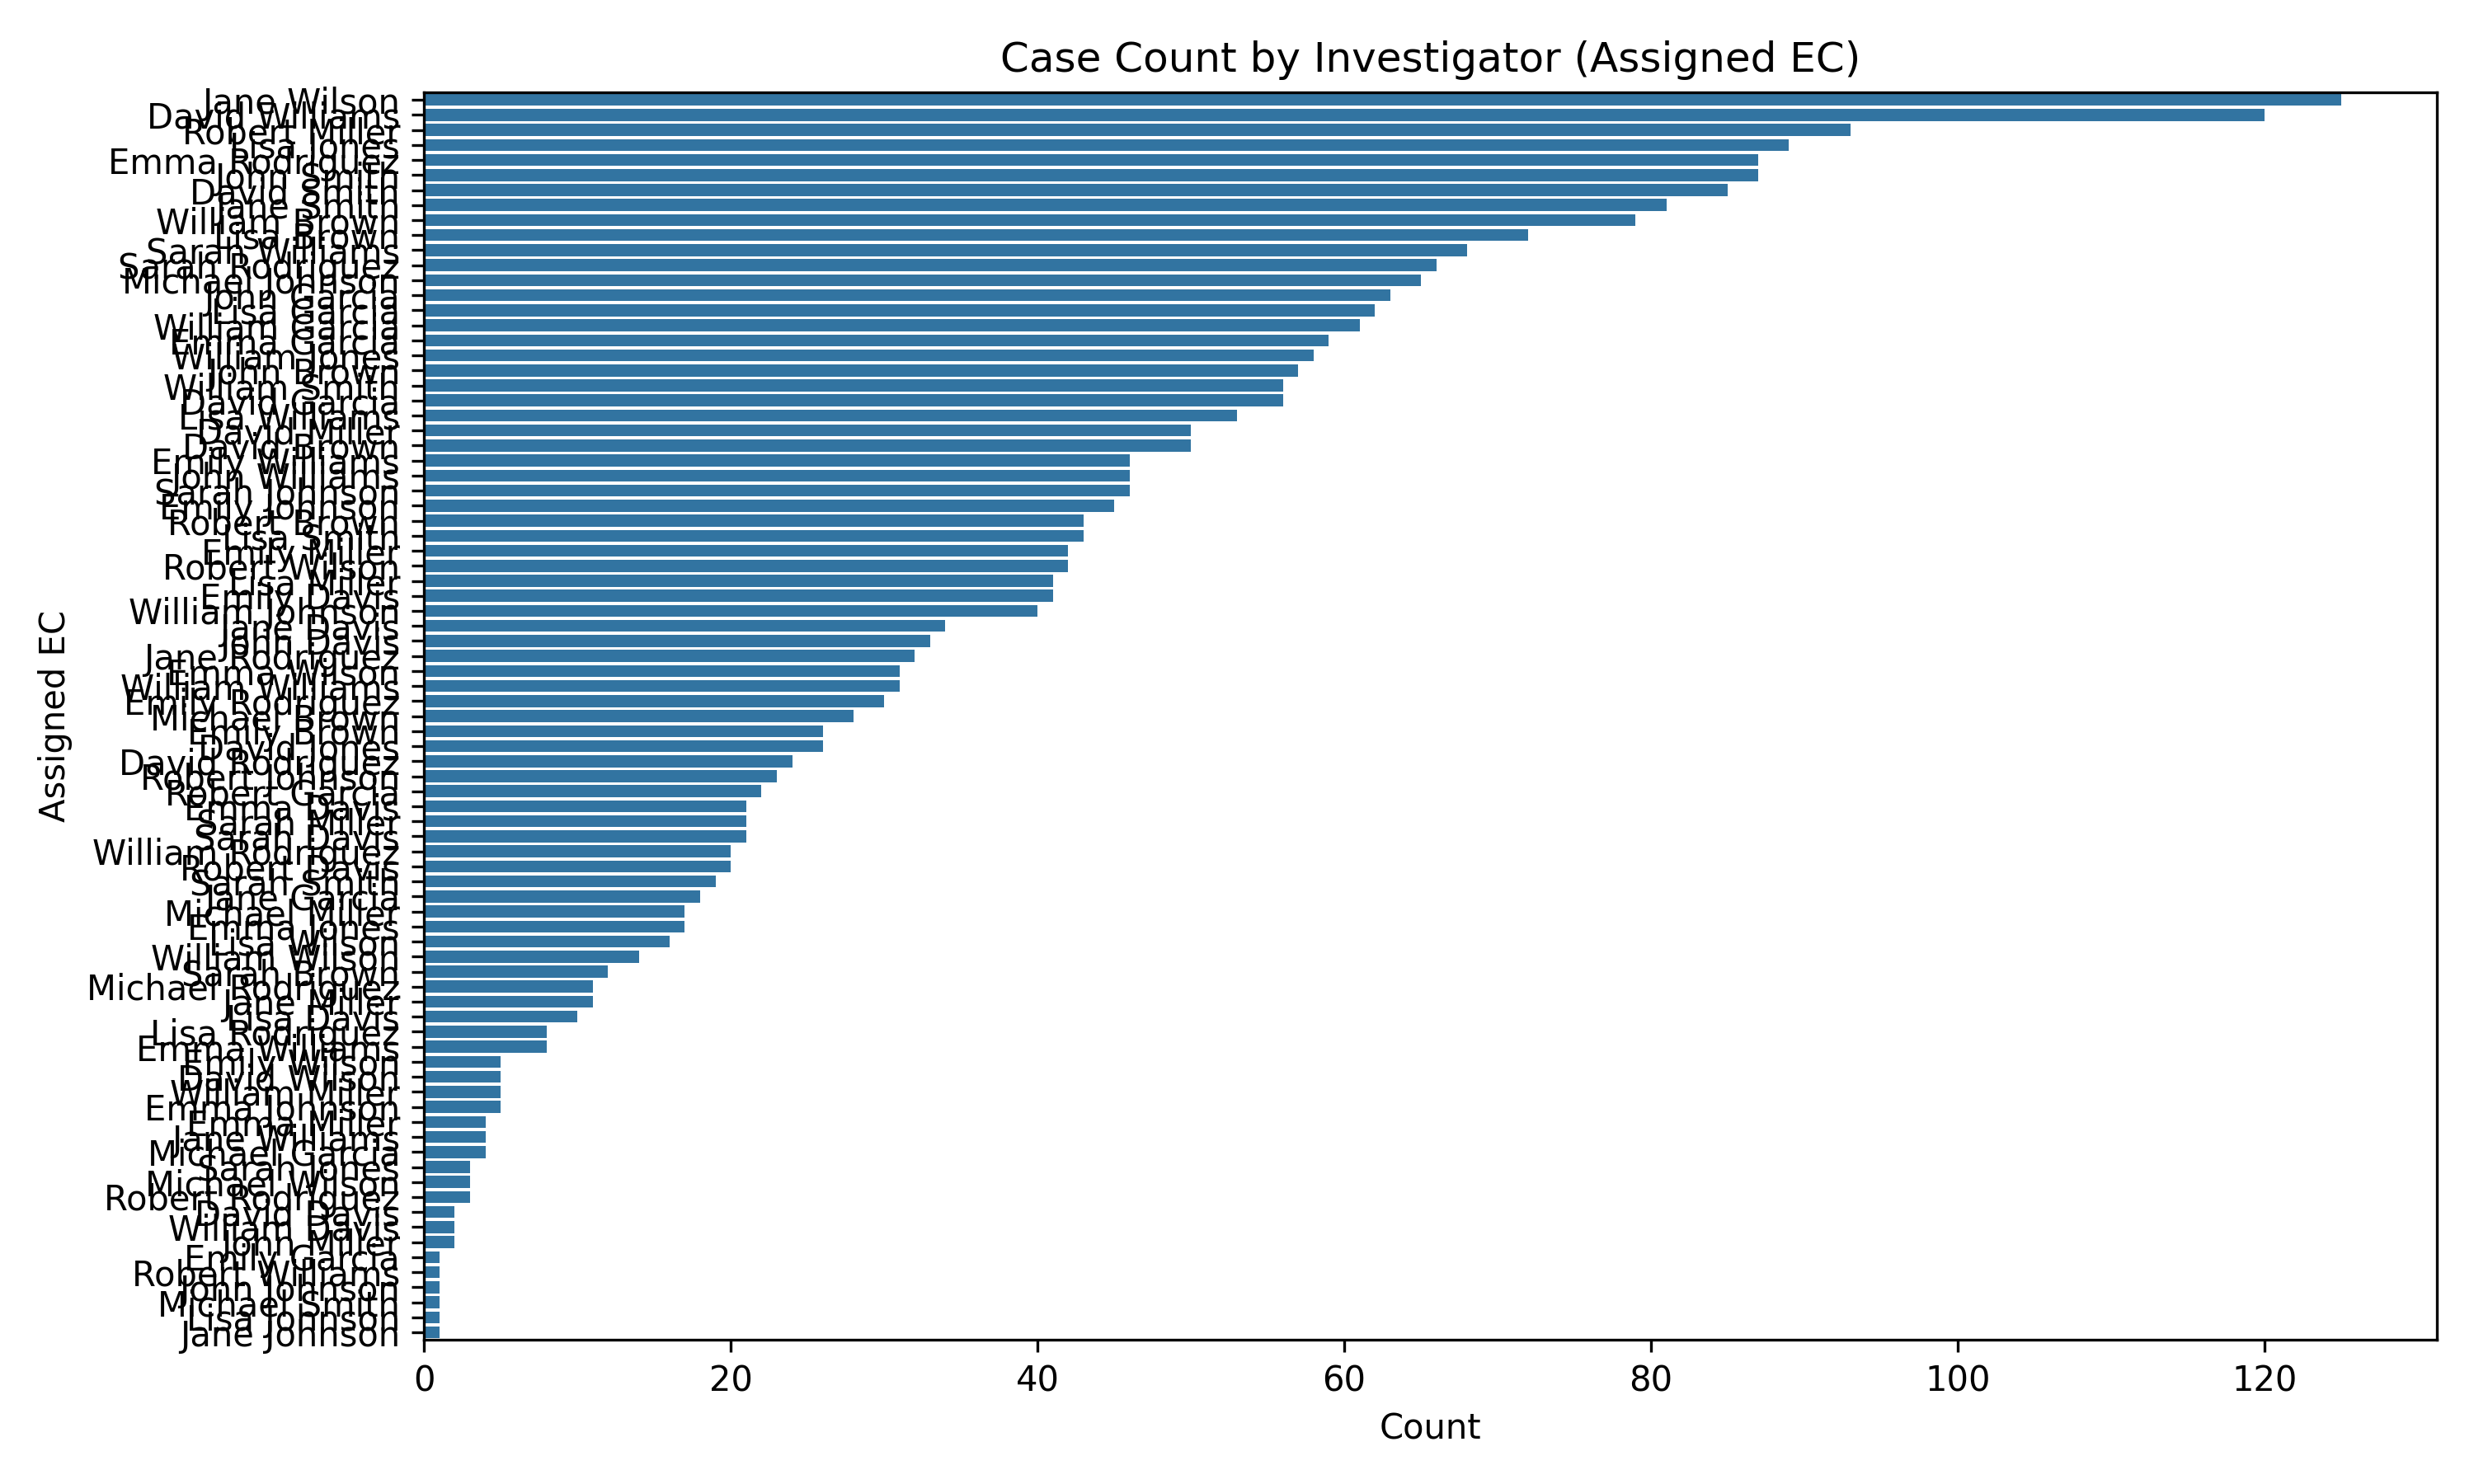 Case Count by Investigator (Assigned EC)
Assigned EC
Jane Wilson
David Williams
Robert Miller
Lisa Jones
Emma Rodriguez
John Smith
David Smith
Jane Smith
William Brown
Lisa Brown
Sarah Williams
Sarah Rodriguez
Michael Johnson
John Garcia
Lisa Garcia
William Garcia
Emma Garcia
William Jones
John Brown
William Smith
David Garcia
Lisa Williams
David Miller
David Brown
Emily Williams
John Williams
Sarah Johnson
Emily Johnson
Robert Brown
Lisa Smith
Emily Miller
Robert Wilson
Lisa Miller
Emily Davis
William Johnson
Jane Davis
John Davis
Jane Rodriguez
Emma Wilson
William Williams
Emily Rodriguez
Michael Brown
Emily Brown
David Jones
David Rodriguez
Robert Johnson
Robert Garcia
Emma Davis
Sarah Miller
Sarah Davis
William Rodriguez
Robert Davis
Sarah Smith
Jane Garcia
Michael Miller
Emma Jones
Lisa Wilson
William Wilson
Sarah Brown
Michael Rodriguez
Jane Miller
Lisa Davis
Lisa Rodriguez
Emma Williams
Emily Wilson
David Wilson
William Miller
Emma Johnson
Emma Miller
Jane Williams
Michael Garcia
Sarah Jones
Michael Wilson
Robert Rodriguez
David Davis
William Davis
John Miller
Emily Garcia
Robert Williams
John Johnson
Michael Smith
Lisa Johnson
Jane Johnson
0 20 40 60 80 100 120
Count